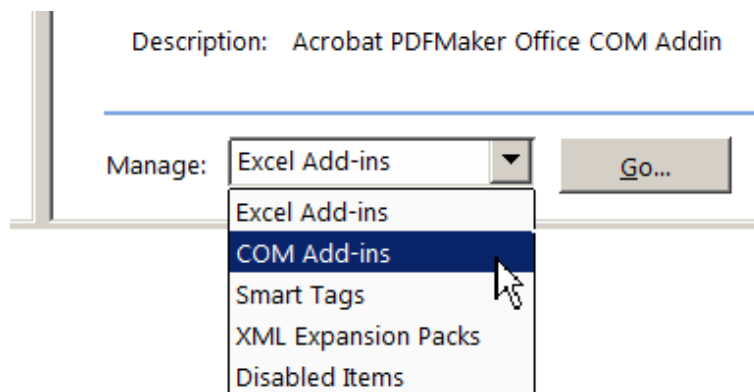 Description: Acrobat PDFMaker Office COM Addin
Manage: Excel Add-ins Go...
Excel Add-ins
COM Add-ins
Smart Tags
XML Expansion Packs
Disabled Items